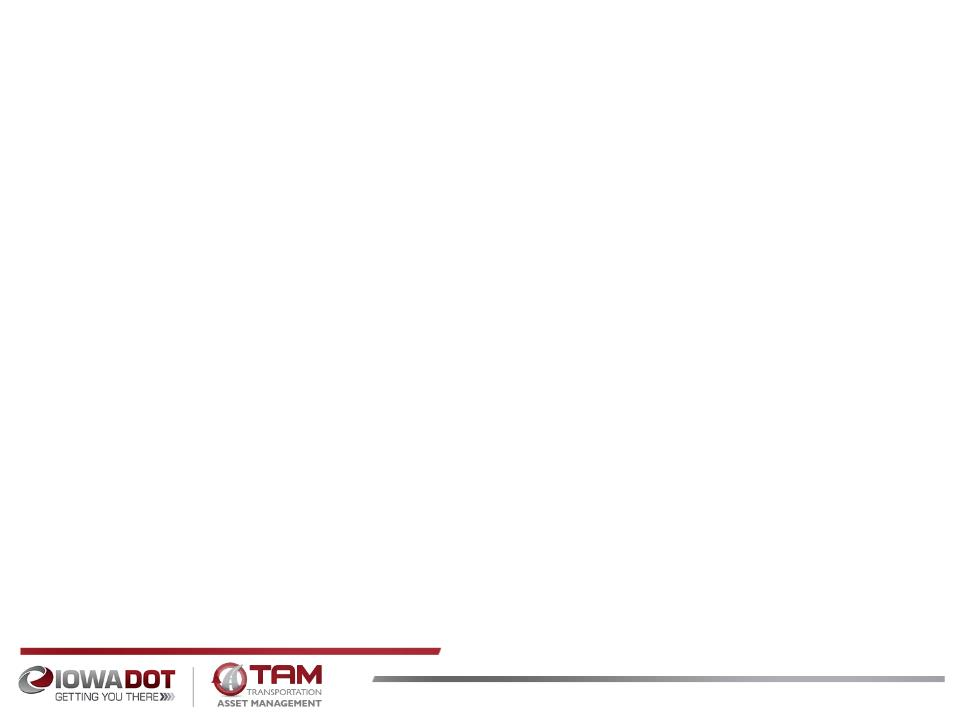 IOWADOT
GETTING YOU THERE
TAM
TRANSPORTATION
ASSET MANAGEMENT